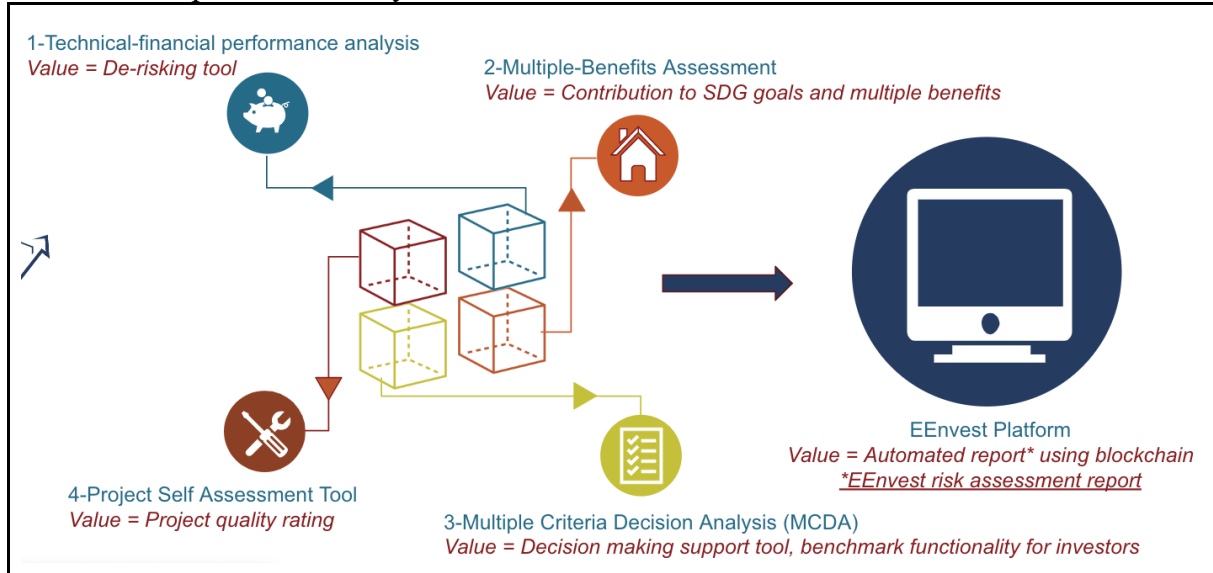 1-Technical-financial performance analysis
Value = De-risking tool
2-Multiple-Benefits Assessment
Value = Contribution to SDG goals and multiple benefits
EEnvest Platform
Value = Automated report* using blockchain
*EEnvest risk assessment report
4-Project Self Assessment Tool
Value = Project quality rating
3-Multiple Criteria Decision Analysis (MCDA)
Value = Decision making support tool, benchmark functionality for investors